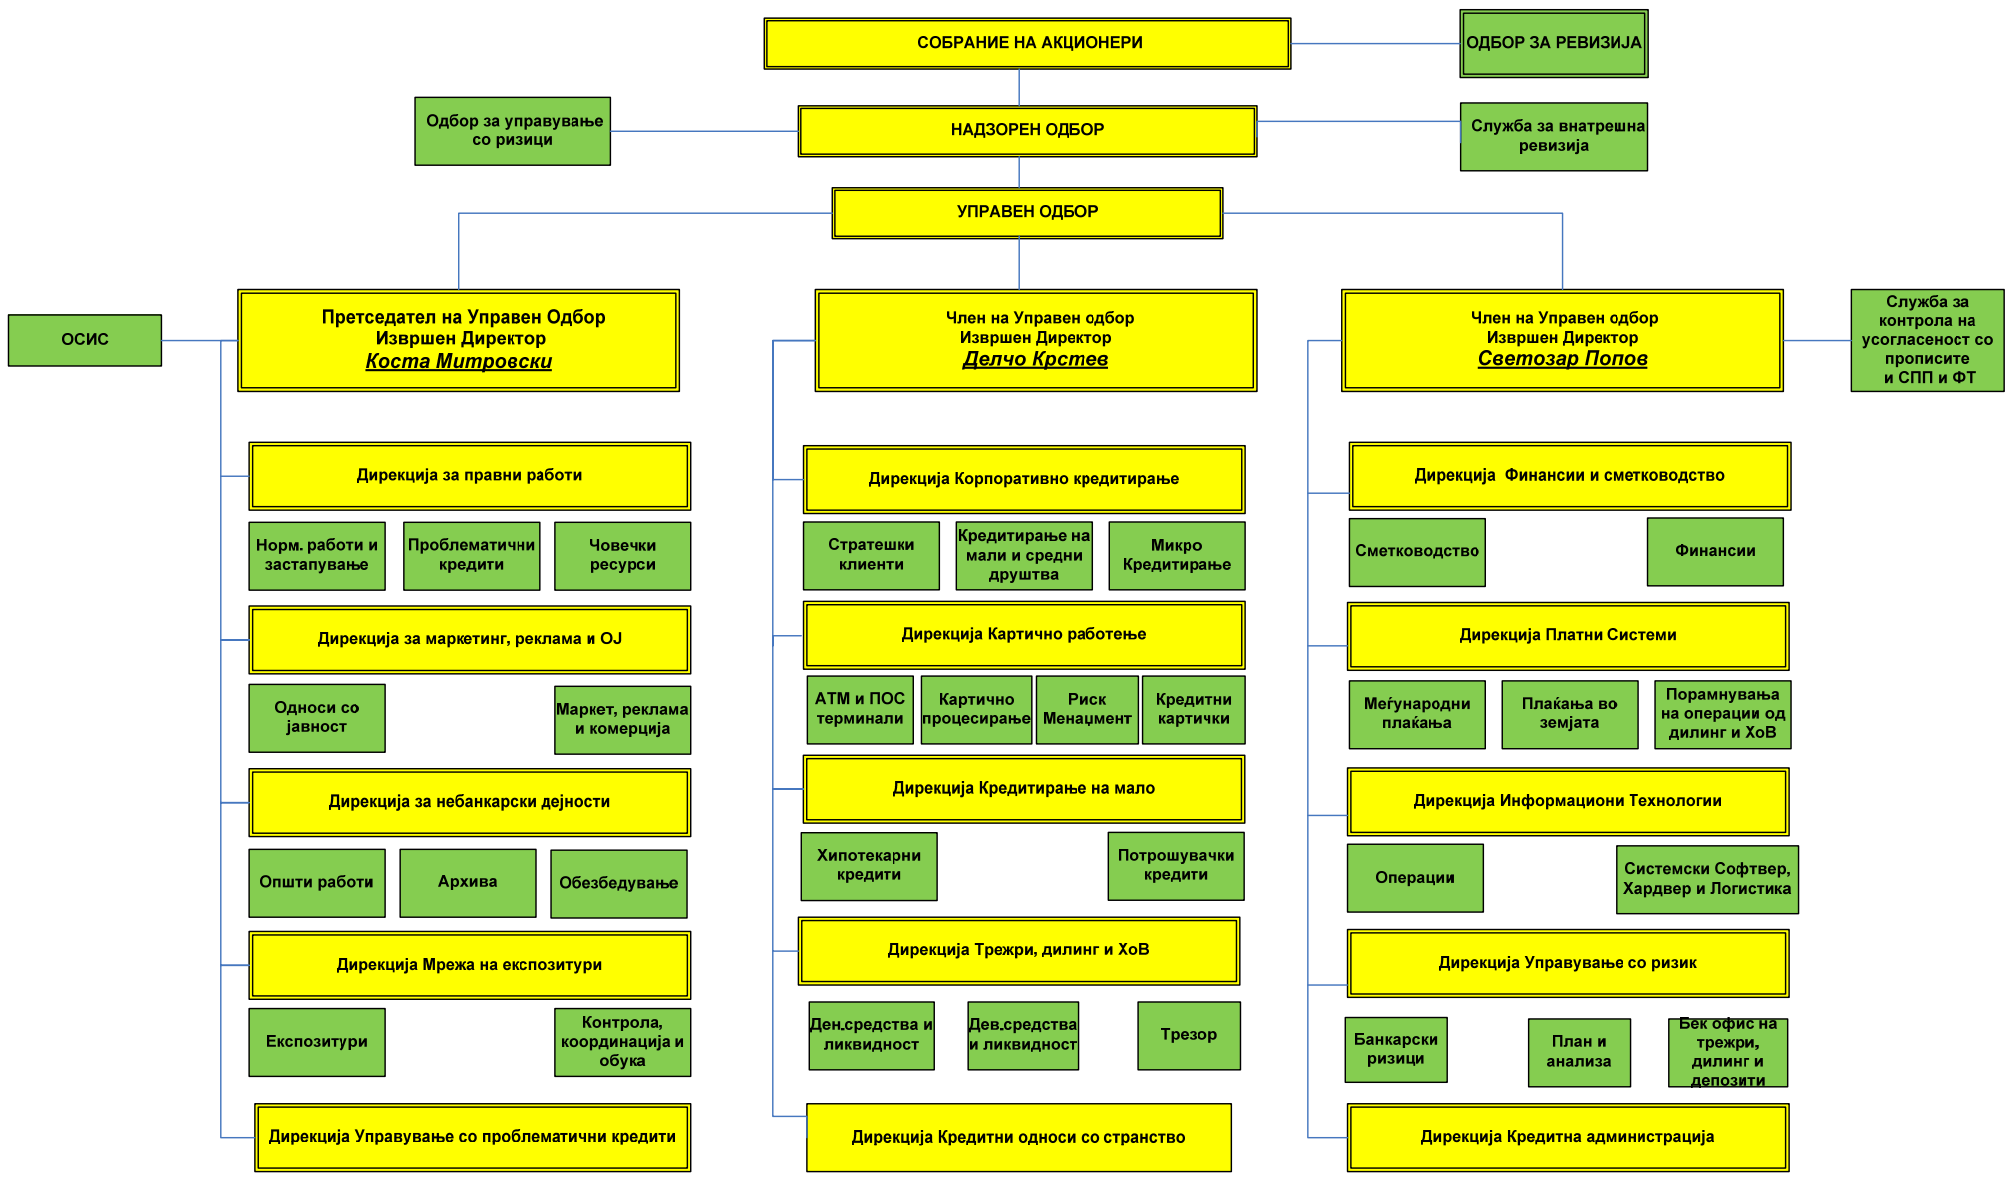 СОБРАНИЕ НА АКЦИОНЕРИ
ОДБОР ЗА РЕВИЗИЈА
Одбор за управување
со ризици
НАДЗОРЕН ОДБОР
Служба за внатрешна
ревизија
УПРАВЕН ОДБОР
ОСИС
Претседател на Управен Одбор
Извршен Директор
Коста Митровски
Член на Управен одбор
Извршен Директор
Делчо Крстев
Член на Управен одбор
Извршен Директор
Светозар Попов
Служба за
контрола на
усогласеност со
прописите
и СПП и ФТ
Дирекција за правни работи
Норм. работи и
застапување
Проблематични
кредити
Човечки
ресурси
Дирекција за маркетинг, реклама и ОЈ
Односи со
јавност
Маркет, реклама
и комерција
Дирекција за небанкарски дејности
Општи работи
Архива
Обезбедување
Дирекција Мрежа на експозитури
Експозитури
Контрола,
координација и
обука
Дирекција Управување со проблематични кредити
Дирекција Корпоративно кредитирање
Стратешки
клиенти
Кредитирање на
мали и средни
друштва
Микро
Кредитирање
Дирекција Картично работење
АТМ и ПОС
терминали
Картично
процесирање
Риск
Менаџмент
Кредитни
картички
Дирекција Кредитирање на мало
Хипотекарни
кредити
Потрошувачки
кредити
Дирекција Трежри, дилинг и ХоВ
Ден.средства и
ликвидност
Дев.средства
и ликвидност
Трезор
Дирекција Кредитни односи со странство
Дирекција Финансии и сметководство
Сметководство
Финансии
Дирекција Платни Системи
Меѓународни
плаќања
Плаќања во
земјата
Порамнувања
на операции од
дилинг и ХоВ
Дирекција Информациони Технологии
Операции
Системски Софтвер,
Хардвер и Логистика
Дирекција Управување со ризик
Банкарски
ризици
План и
анализа
Бек офис на
трежри,
дилинг и
депозити
Дирекција Кредитна администрација